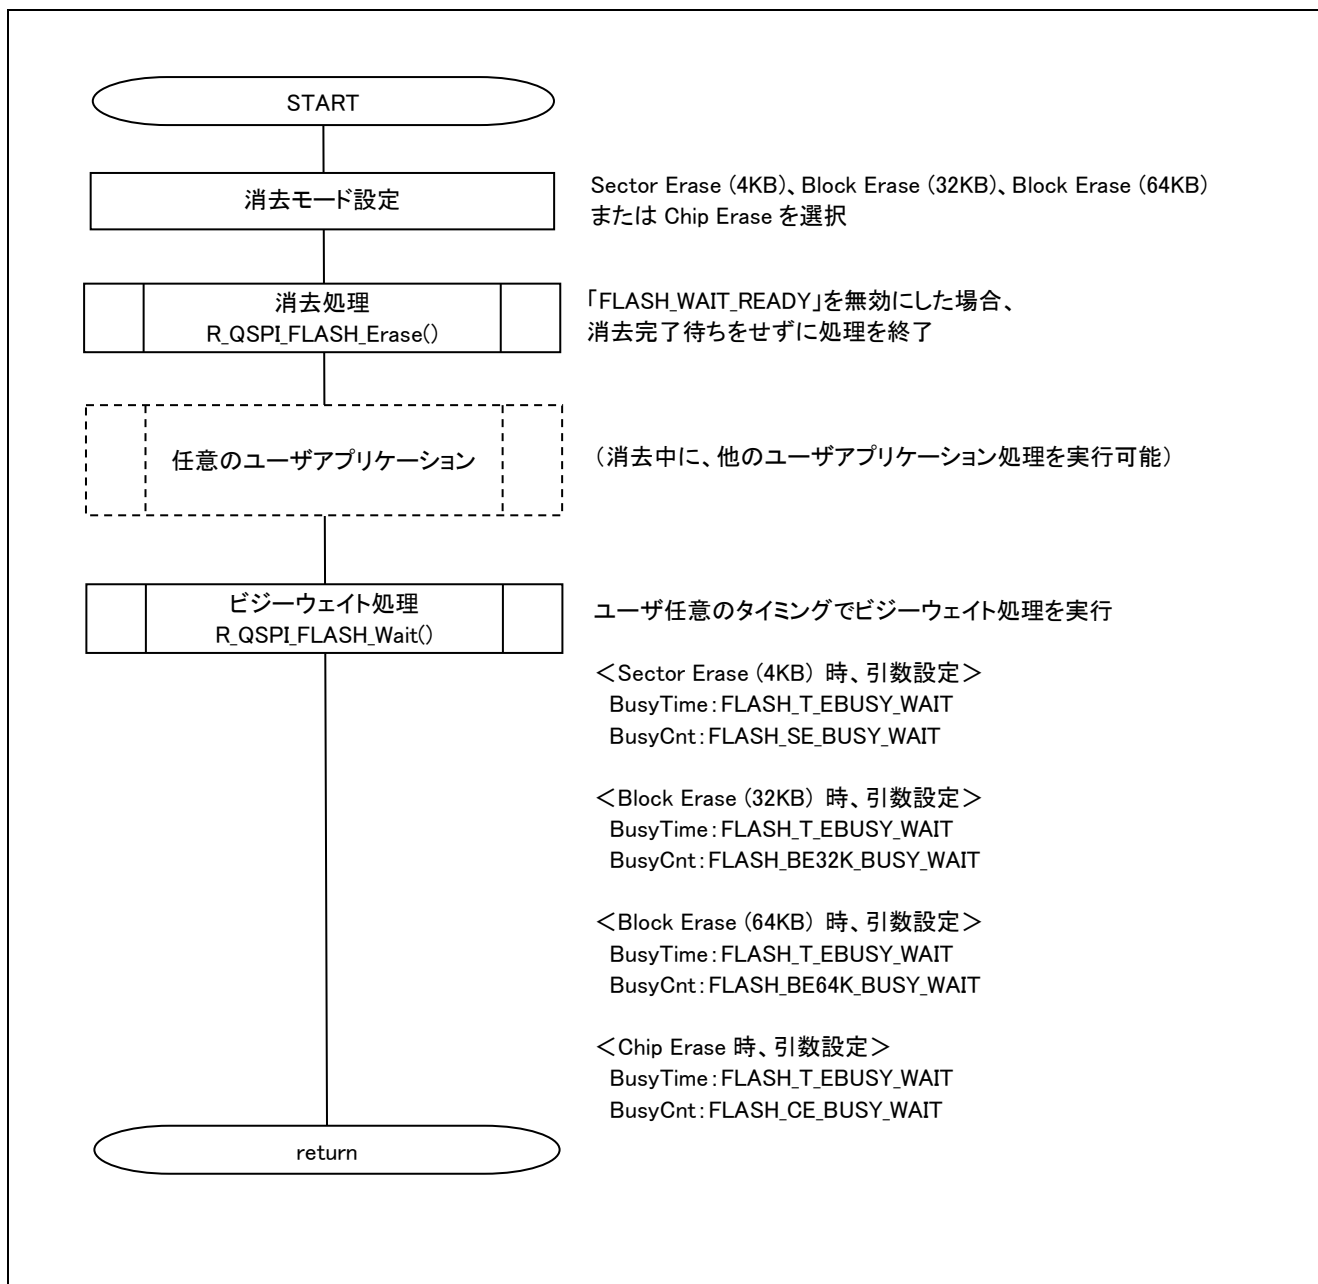 START
消去モード設定
Sector Erase (4KB)、Block Erase (32KB)、Block Erase (64KB)
または Chip Erase を選択
消去処理
R_QSPI_FLASH_Erase()
「FLASH_WAIT_READY」を無効にした場合、
消去完了待ちをせずに処理を終了
任意のユーザアプリケーション
（消去中に、他のユーザアプリケーション処理を実行可能）
ビジーウェイト処理
R_QSPI_FLASH_Wait()
ユーザ任意のタイミングでビジーウェイト処理を実行
＜Sector Erase (4KB) 時、引数設定＞
BusyTime：FLASH_T_EBUSY_WAIT
BusyCnt：FLASH_SE_BUSY_WAIT
＜Block Erase (32KB) 時、引数設定＞
BusyTime：FLASH_T_EBUSY_WAIT
BusyCnt：FLASH_BE32K_BUSY_WAIT
＜Block Erase (64KB) 時、引数設定＞
BusyTime：FLASH_T_EBUSY_WAIT
BusyCnt：FLASH_BE64K_BUSY_WAIT
＜Chip Erase 時、引数設定＞
BusyTime：FLASH_T_EBUSY_WAIT
BusyCnt：FLASH_CE_BUSY_WAIT
return